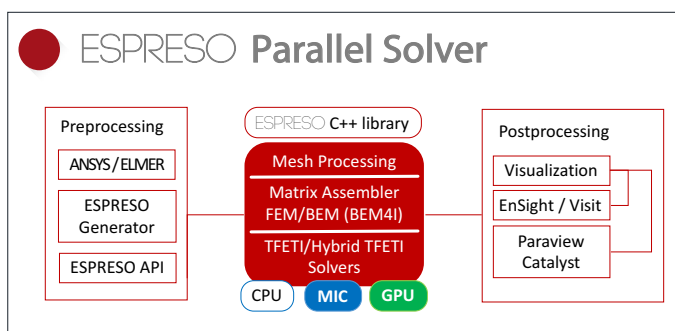 ESPRESO Parallel Solver
Preprocessing
ANSYS/ELMER
ESPRESO
Generator
ESPRESO API
ESPRESO C++ library
Mesh Processing
Matrix Assembler
FEM/BEM (BEM4I)
TFETI/Hybrid TFETI
Solvers
CPU
MIC
GPU
Postprocessing
Visualization
EnSight / Visit
Paraview
Catalyst